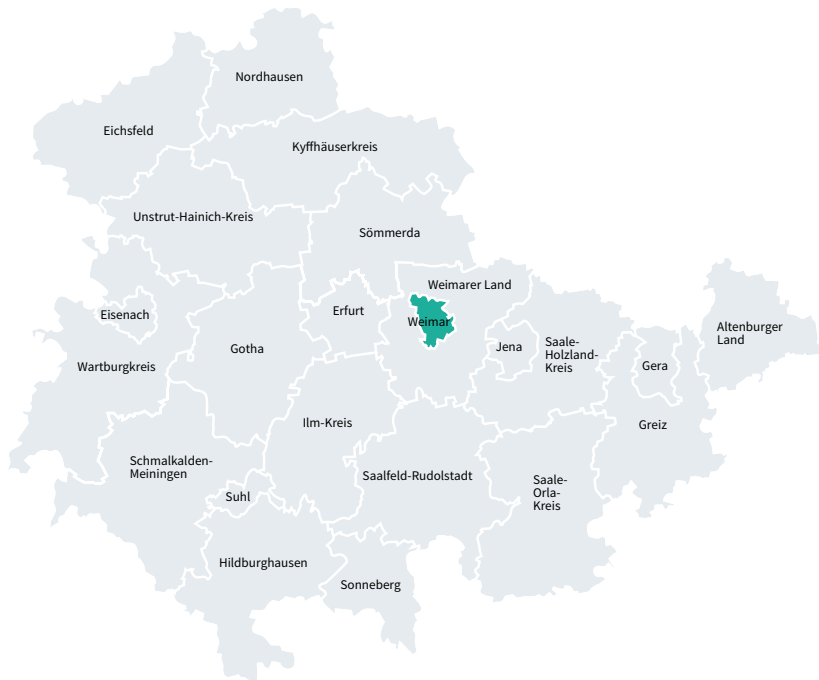 Nordhausen
Eichsfeld
Kyffhäuserkreis
Unstrut-Hainich-Kreis
Sömmerda
Weimarer Land
Eisenach
Erfurt
Weimar
Altenburger
Land
Gotha
Jena
Saale-
Holzland-
Kreis
Wartburgkreis
Gera
Ilm-Kreis
Greiz
Schmalkalden-
Meiningen
Saalfeld-Rudolstadt
Saale-
Orla-
Kreis
Suhl
Hildburghausen
Sonneberg